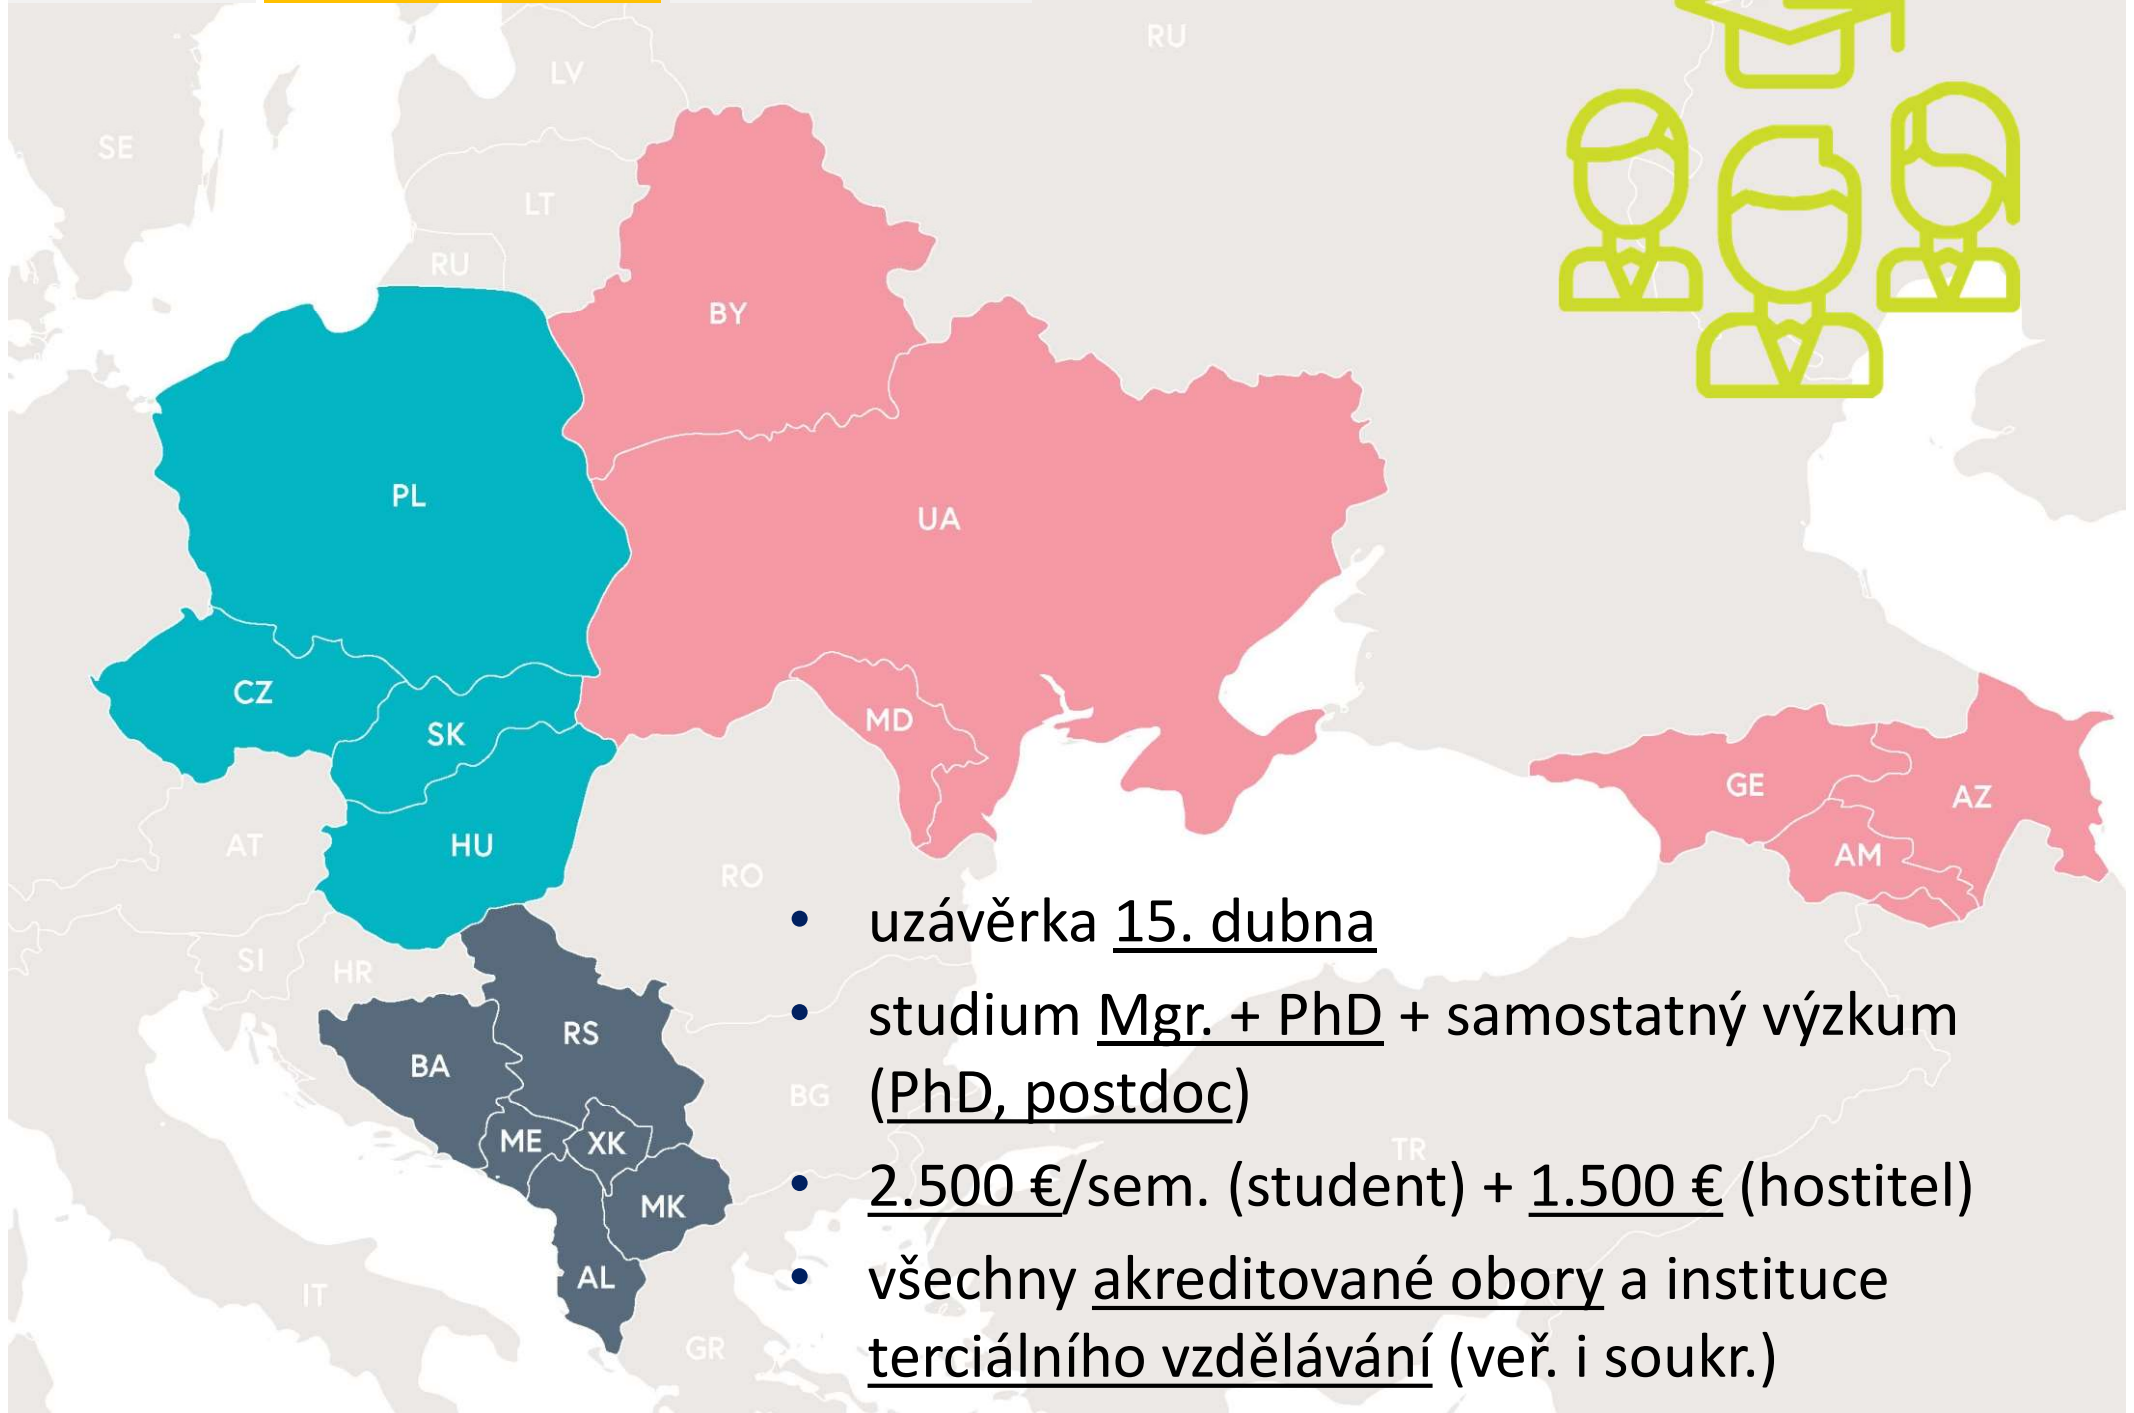 RU
LV
SE
LT
RU
BY
PL
UA
CZ
SK
MD
GE
AZ
AT
HU
AM
RO
• uzávěrka 15. dubna
SI
HR
• studium Mgr. + PhD + samostatný výzkum
RS
BA
(PhD, postdoc)
BG
ME
XK
TR
• 2.500 €/sem. (student) + 1.500 € (hostitel)
MK
• všechny akreditované obory a instituce
AL
IT
GR
terciálního vzdělávání (veř. i soukr.)